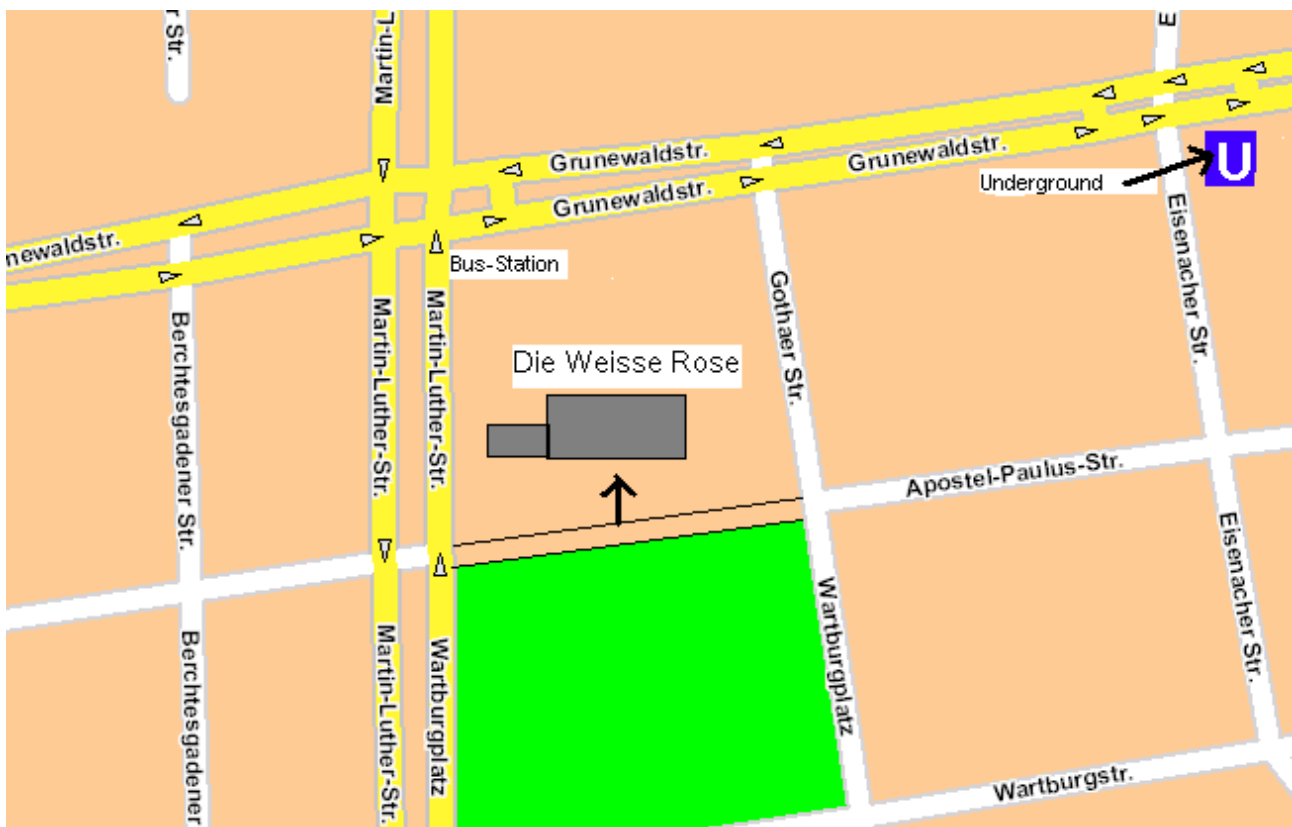 r Str.
Martin-L
E
Grunewaldstr.
Grunewaldstr.
Grunewaldstr.
newaldstr.
Underground
U
Bus-Station
Eisenacher Str.
Gothaer Str.
Berchtesgadener Str.
Martin-Luther-Str.
Martin-Luther-Str.
Die Weisse Rose
Apostel-Paulus-Str.
Eisenacher Str.
Berchtesgadener
Martin-Luther-Str.
Wartburgplatz
Wartburgplatz
Wartburgstr.